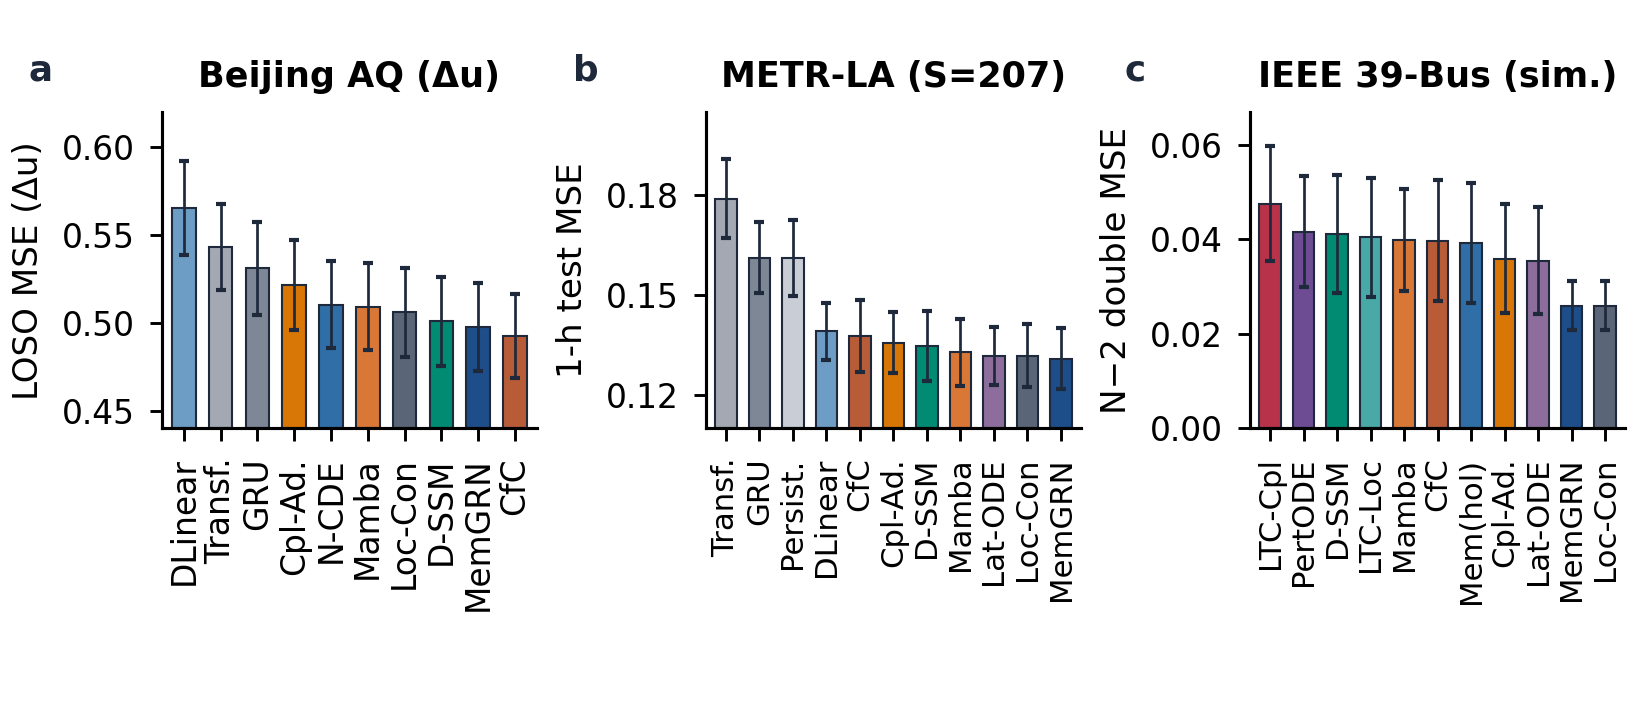 a
Beijing AQ (Δu)
LOSO MSE (Δu)
0.60
0.55
0.50
0.45
DLinear
Transf.
GRU
Cpl-Ad.
N-CDE
Mamba
Loc-Con
D-SSM
MemGRN
CfC
b
METR-LA (S=207)
1-h test MSE
0.18
0.15
0.12
Transf.
GRU
Persist.
DLinear
CfC
Cpl-Ad.
D-SSM
Mamba
Lat-ODE
Loc-Con
MemGRN
c
IEEE 39-Bus (sim.)
N−2 double MSE
0.06
0.04
0.02
0.00
LTC-Cpl
PertODE
D-SSM
LTC-Loc
Mamba
CfC
Mem(hol)
Cpl-Ad.
Lat-ODE
MemGRN
Loc-Con